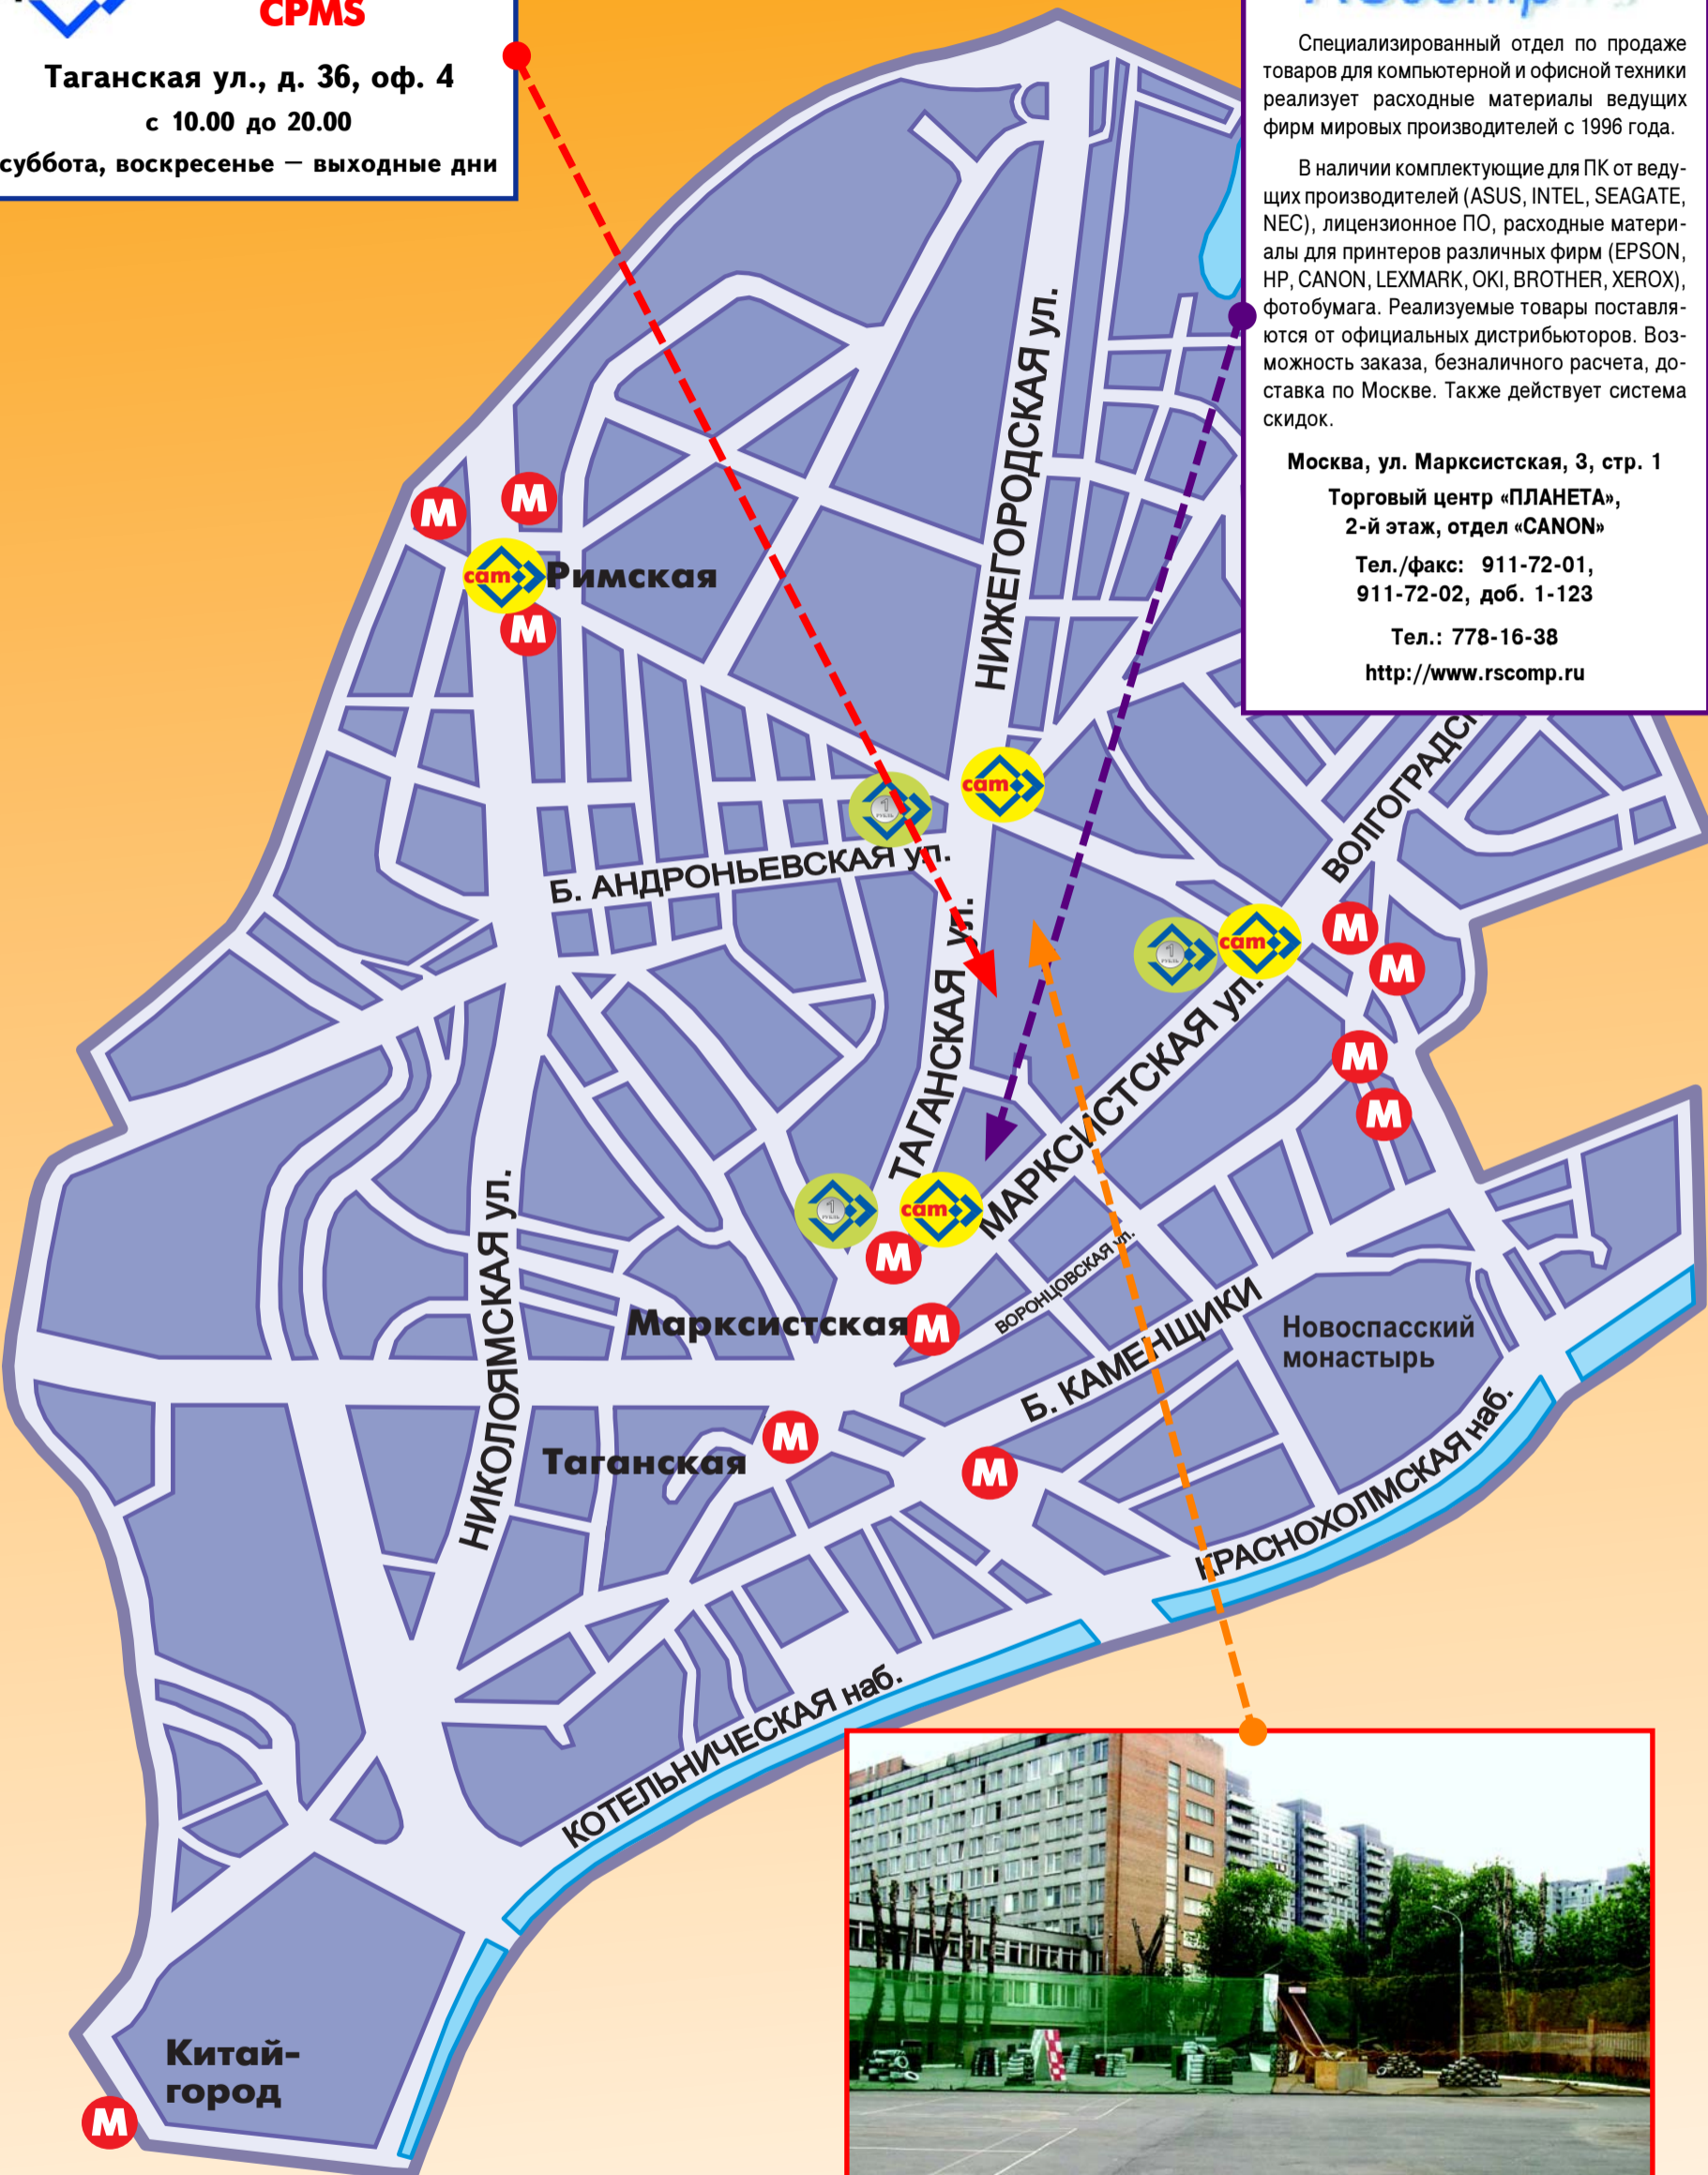 CPMS
Таганская ул., д. 36, оф. 4
с 10.00 до 20.00
суббота, воскресенье — выходные дни
Специализированный отдел по продаже
товаров для компьютерной и офисной техники
реализует расходные материалы ведущих
фирм мировых производителей с 1996 года.
В наличии комплектующие для ПК от веду-
щих производителей (ASUS, INTEL, SEAGATE,
NEC), лицензионное ПО, расходные матери-
алы для принтеров различных фирм (EPSON,
HP, CANON, LEXMARK, OKI, BROTHER, XEROX),
фотобумага. Реализуемые товары поставля-
ются от официальных дистрибьюторов. Воз-
можность заказа, безналичного расчета, до-
ставка по Москве. Также действует система
скидок.
Москва, ул. Марксистская, 3, стр. 1
Торговый центр «ПЛАНЕТА»,
2-й этаж, отдел «CANON»
Тел./факс: 911-72-01,
911-72-02, доб. 1-123
Тел.: 778-16-38
http://www.rscomp.ru
НИЖЕГОРОДСКАЯ ул.
М
М
сат
Римская
М
сат
1
РУБЛЬ
Б. АНДРОНЬЕВСКАЯ ул.
ВОЛГОГРАДС
М
сат
1
РУБЛЬ
М
ТАГАНСКАЯ ул.
МАРКСИСТСКАЯ ул.
М
М
1
РУБЛЬ
сат
М
НИКОЛОЯМСКАЯ ул.
ВОРОНЦОВСКАЯ ул.
Марксистская
М
Б. КАМЕНЩИКИ
Новоспасский
монастырь
Таганская
М
М
КРАСНОХОЛМСКАЯ наб.
КОТЕЛЬНИЧЕСКАЯ наб.
Китай-
город
М